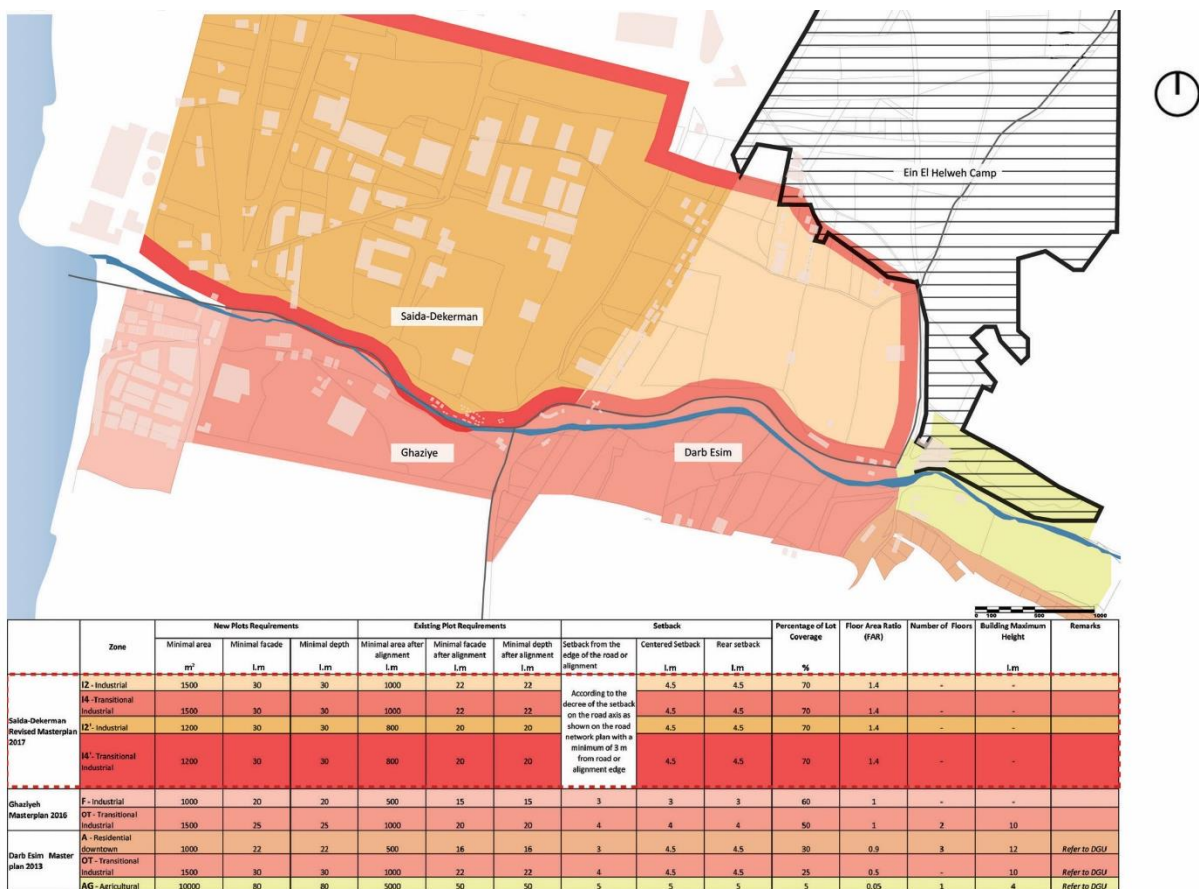 Ein El Helweh Camp
Saida-Dekerman
Ghaziye
Darb Esim
0 100 500 1000
Zone New Plots Requirements Existing Plot Requirements Setback Percentage of Lot Coverage Floor Area Ratio (FAR) Number of Floors Building Maximum Height Remarks
Minimal area Minimal facade Minimal depth Minimal area after alignment Minimal facade after alignment Minimal depth after alignment Setback from the edge of the road or alignment Centered Setback Rear setback
m² l.m l.m l.m l.m l.m l.m l.m % l.m
Saida-Dekerman Revised Masterplan 2017
I2 - Industrial 1500 30 30 1000 22 22 4.5 4.5 70 1.4 - -
I4 -Transitional Industrial 1500 30 30 1000 22 22 4.5 4.5 70 1.4 - -
I2'- Industrial 1200 30 30 800 20 20 4.5 4.5 70 1.4 - -
I4'- Transitional Industrial 1200 30 30 800 20 20 4.5 4.5 70 1.4 - -
According to the decree of the setback on the road axis as shown on the road network plan with a minimum of 3 m from road or alignment edge
Ghaziyeh Masterplan 2016
F - Industrial 1000 20 20 500 15 15 3 3 3 60 1 - -
OT - Transitional Industrial 1500 25 25 1000 20 20 4 4 4 50 1 2 10
Darb Esim Master plan 2013
A - Residential downtown 1000 22 22 500 16 16 3 4.5 4.5 30 0.9 3 12 Refer to DGU
OT - Transitional Industrial 1500 30 30 1000 22 22 4 4.5 4.5 25 0.5 - 10 Refer to DGU
AG - Agricultural 10000 80 80 5000 50 50 5 5 5 5 0.05 1 4 Refer to DGU